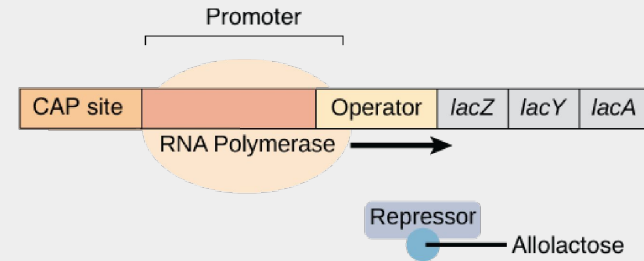 Promoter
CAP site
Operator
lacZ
lacY
lacA
RNA Polymerase
Repressor
Allolactose